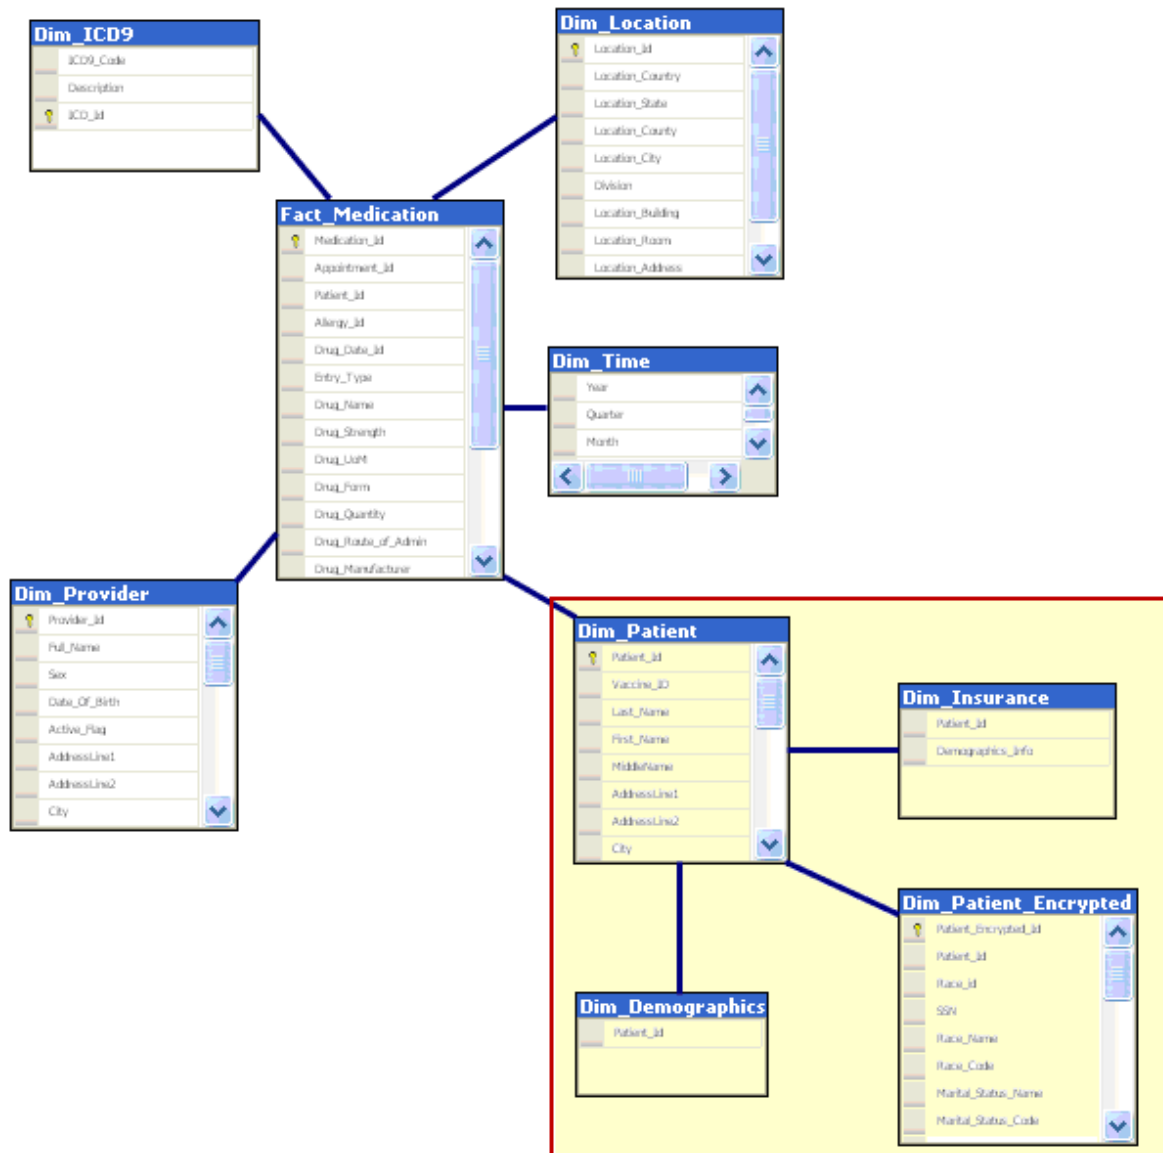 Dim_ICD9
ICD9_Code
Description
ICD_Id
Dim_Location
Location_Id
Location_Country
Location_State
Location_County
Location_City
Division
Location_Building
Location_Room
Location_Address
Fact_Medication
Medication_Id
Appointment_Id
Patient_Id
Allergy_Id
Drug_Date_Id
Entry_Type
Drug_Name
Drug_Strength
Drug_UoM
Drug_Form
Drug_Quantity
Drug_Route_of_Admin
Drug_Manufacturer
Dim_Time
Year
Quarter
Month
Dim_Provider
Provider_Id
Full_Name
Sex
Date_Of_Birth
Active_Flag
AddressLine1
AddressLine2
City
Dim_Patient
Patient_Id
Vaccine_ID
Last_Name
First_Name
MiddleName
AddressLine1
AddressLine2
City
Dim_Insurance
Patient_Id
Demographics_Info
Dim_Patient_Encrypted
Patient_Encrypted_Id
Patient_Id
Race_id
SSN
Race_Name
Race_Code
Marital_Status_Name
Marital_Status_Code
Dim_Demographics
Patient_Id